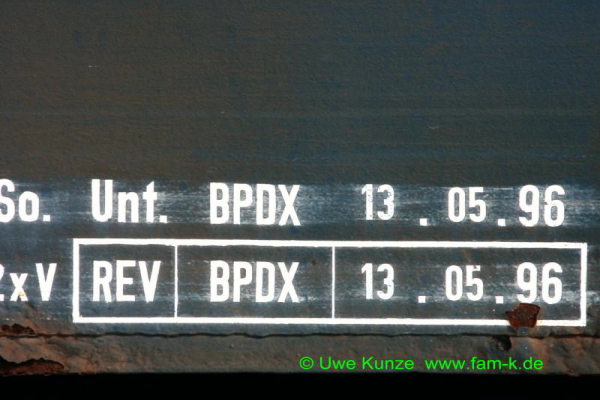 So. Unt. BPDX 13 . 05 . 96
2xV REV BPDX 13 . 05 . 96
© Uwe Kunze www.fam-k.de